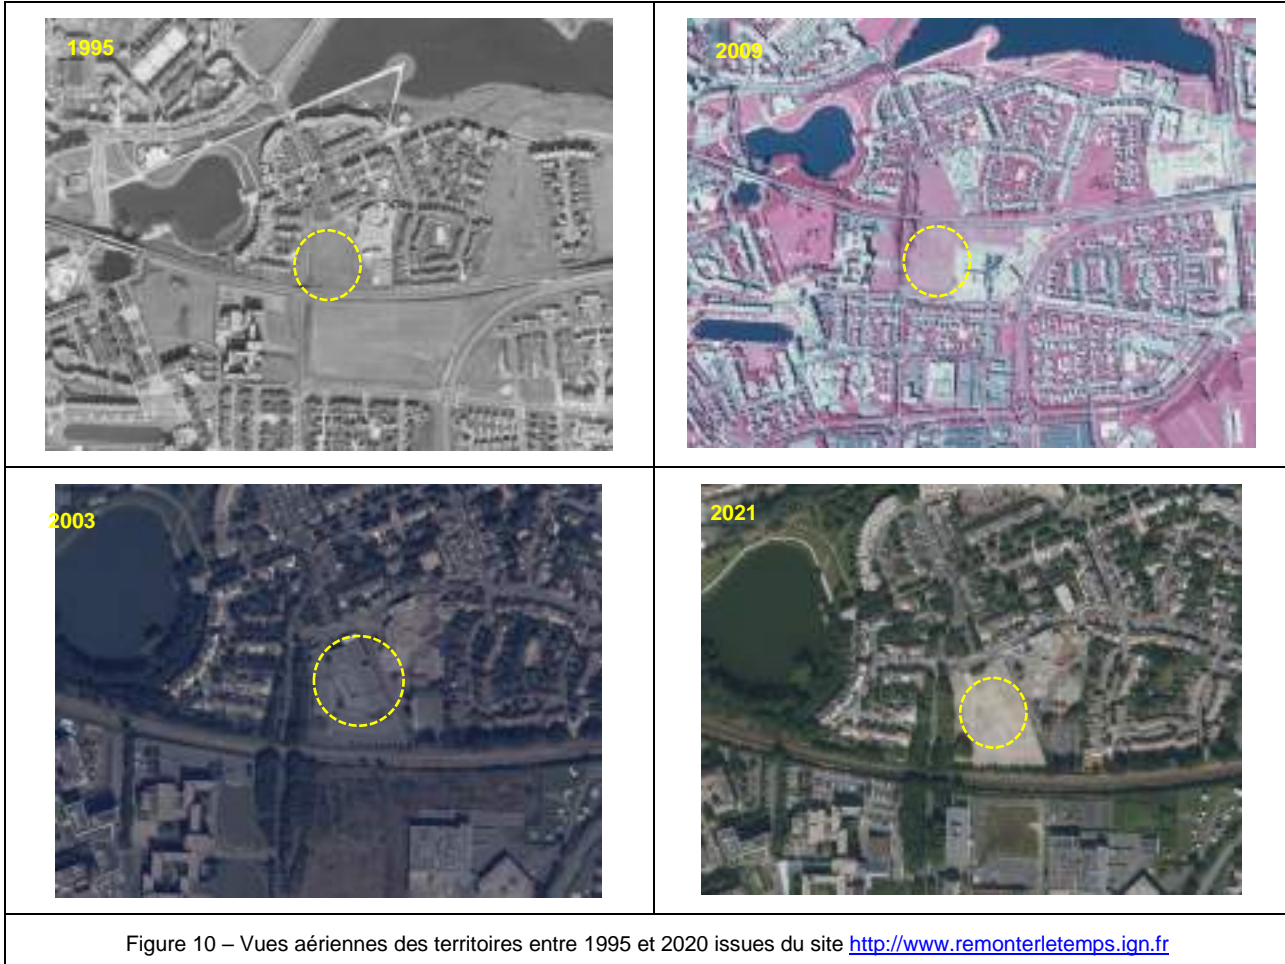 1995
2009
2003
2021
Figure 10 – Vues aériennes des territoires entre 1995 et 2020 issues du site http://www.remonterletemps.ign.fr